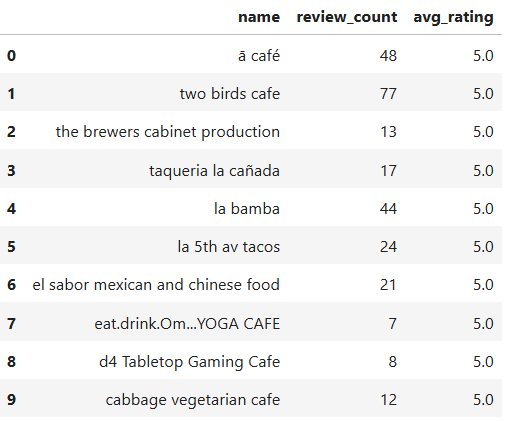 name review_count avg_rating
0 ā café 48 5.0
1 two birds cafe 77 5.0
2 the brewers cabinet production 13 5.0
3 taqueria la cañada 17 5.0
4 la bamba 44 5.0
5 la 5th av tacos 24 5.0
6 el sabor mexican and chinese food 21 5.0
7 eat.drink.Om...YOGA CAFE 7 5.0
8 d4 Tabletop Gaming Cafe 8 5.0
9 cabbage vegetarian cafe 12 5.0